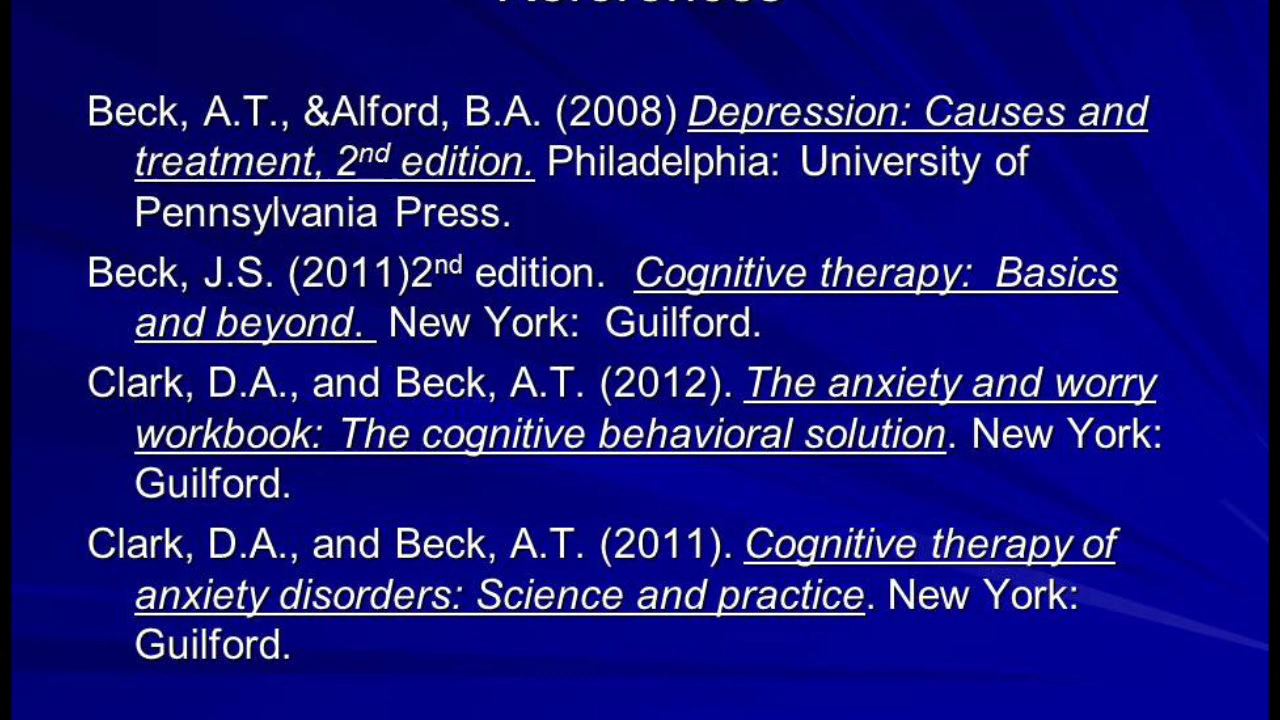 References
Beck, A.T., &Alford, B.A. (2008) Depression: Causes and
treatment, 2nd edition. Philadelphia: University of
Pennsylvania Press.
Beck, J.S. (2011)2nd edition. Cognitive therapy: Basics
and beyond. New York: Guilford.
Clark, D.A., and Beck, A.T. (2012). The anxiety and worry
workbook: The cognitive behavioral solution. New York:
Guilford.
Clark, D.A., and Beck, A.T. (2011). Cognitive therapy of
anxiety disorders: Science and practice. New York:
Guilford.